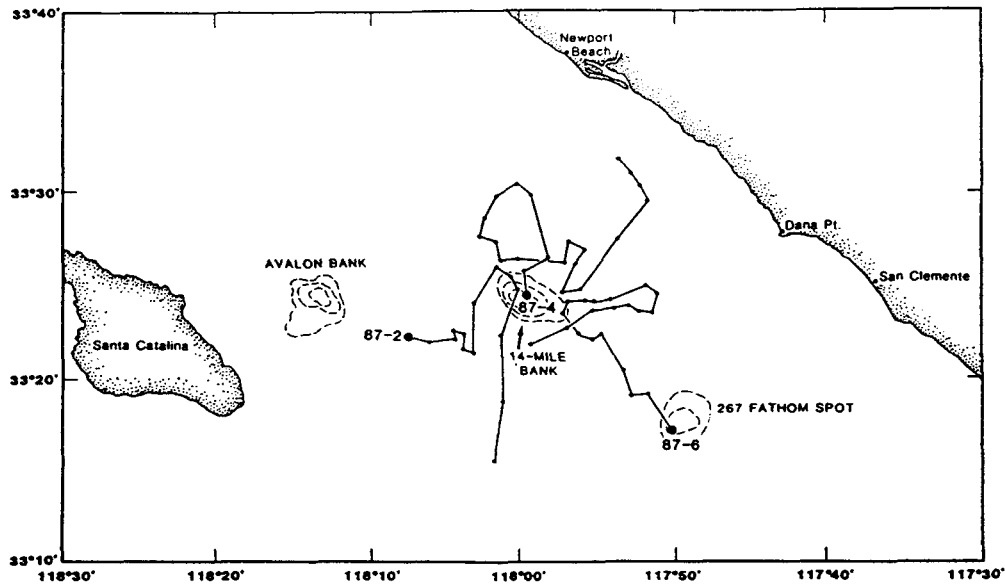 33°40'
Newport
Beach
33°30'
Dana Pt.
AVALON BANK
San Clemente
87-4
87-2
Santa Catalina
14-MILE
BANK
33°20'
267 FATHOM SPOT
87-6
33°10'
118°30'
118°20'
118°10'
118°00'
117°50'
117°40'
117°30'